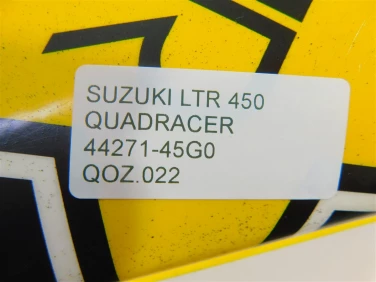 SUZUKI LTR 450
QUADRACER
44271-45G0
QOZ.022